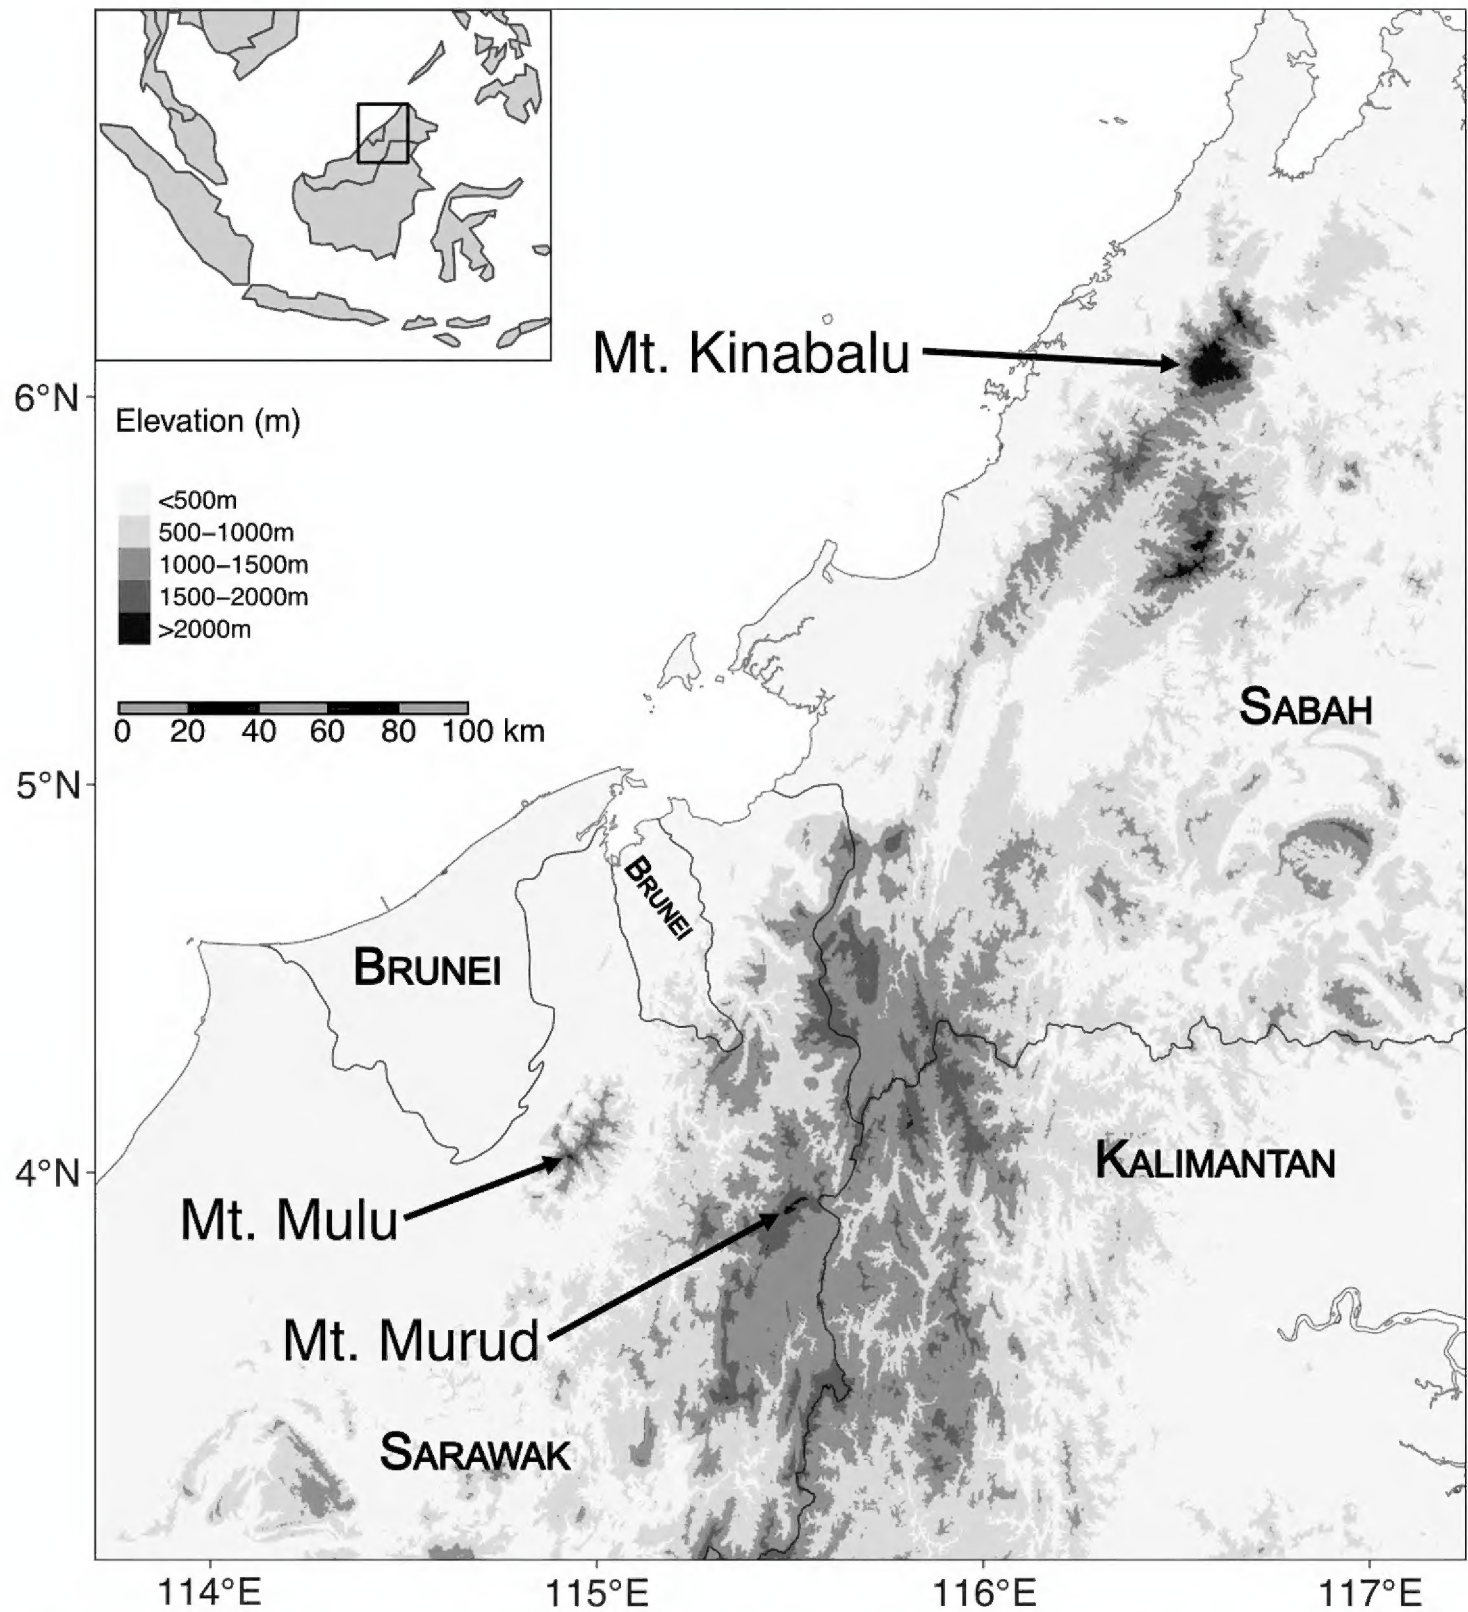 Mt. Kinabalu
6°N
Elevation (m)
<500m
500–1000m
1000–1500m
1500–2000m
>2000m
SABAH
0 20 40 60 80 100 km
5°N
BRUNEI
BRUNEI
4°N
KALIMANTAN
Mt. Mulu
Mt. Murud
SARAWAK
114°E 115°E 116°E 117°E